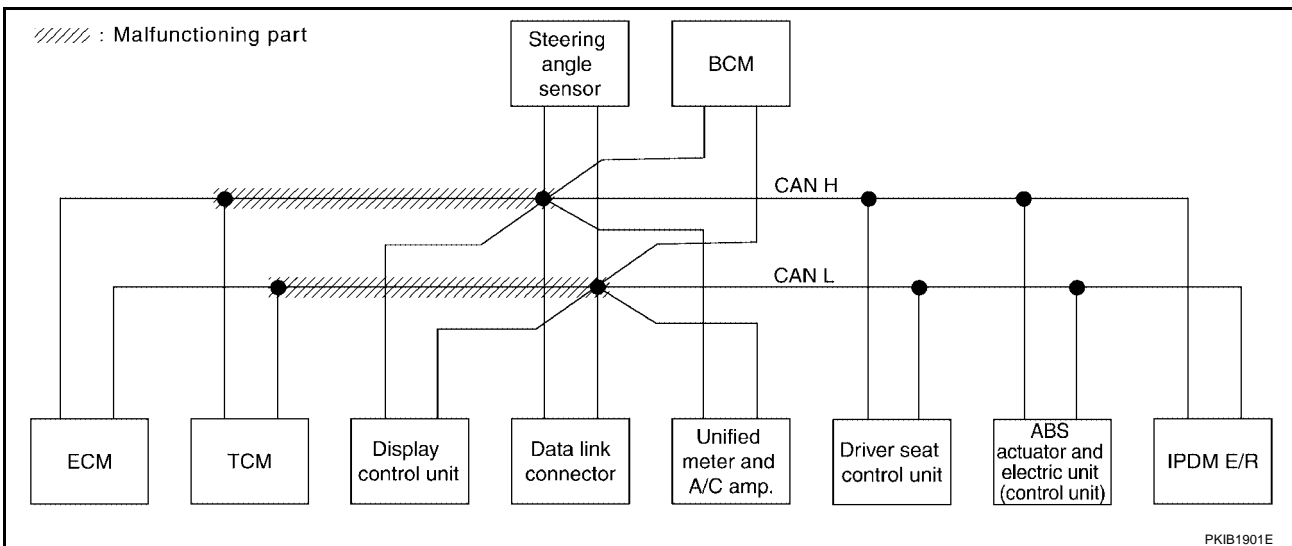 : Malfunctioning part
Steering
angle
sensor
BCM
CAN H
CAN L
ECM
TCM
Display
control unit
Data link
connector
Unified
meter and
A/C amp.
Driver seat
control unit
ABS
actuator and
electric unit
(control unit)
IPDM E/R
PKIB1901E